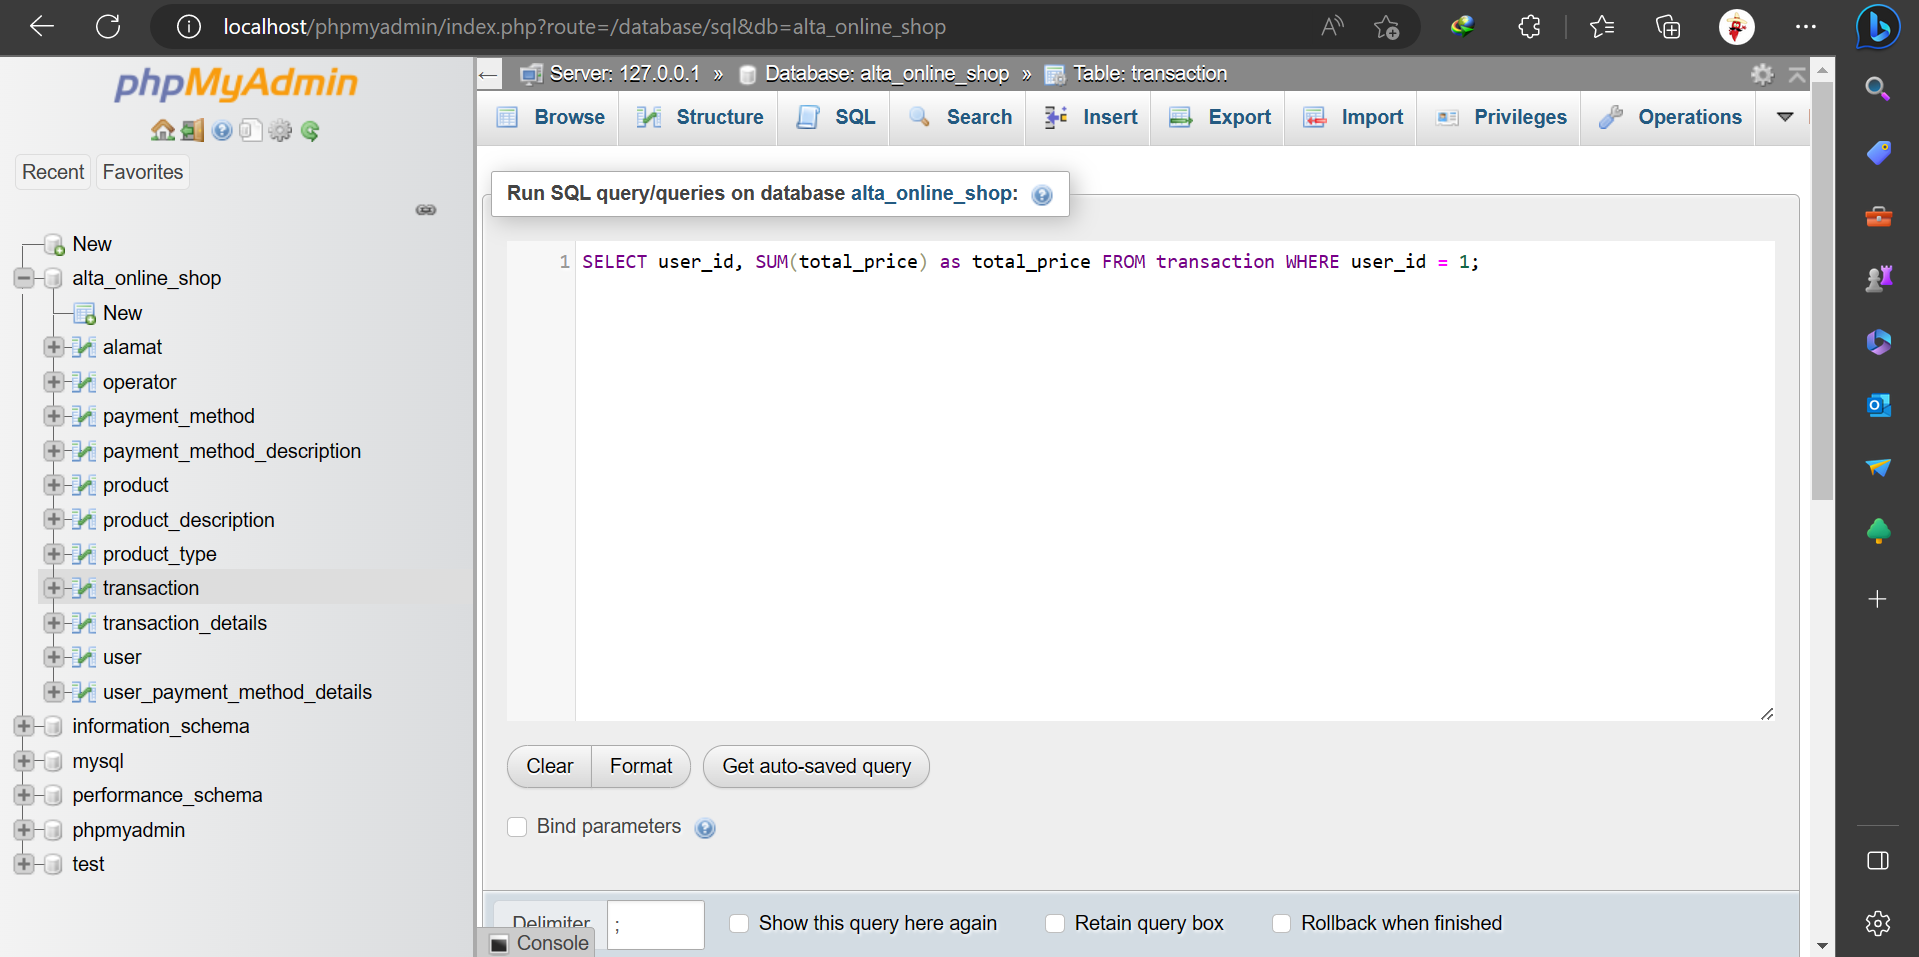 localhost/phpmyadmin/index.php?route=/database/sql&db=alta_online_shop
phpMyAdmin
Recent
Favorites
New
alta_online_shop
New
alamat
operator
payment_method
payment_method_description
product
product_description
product_type
transaction
transaction_details
user
user_payment_method_details
information_schema
mysql
performance_schema
phpmyadmin
test
Server: 127.0.0.1 » Database: alta_online_shop » Table: transaction
Browse Structure SQL Search Insert Export Import Privileges Operations
Run SQL query/queries on database alta_online_shop:
1 SELECT user_id, SUM(total_price) as total_price FROM transaction WHERE user_id = 1;
Clear Format Get auto-saved query
Bind parameters
Delimiter ; Show this query here again Retain query box Rollback when finished
Console